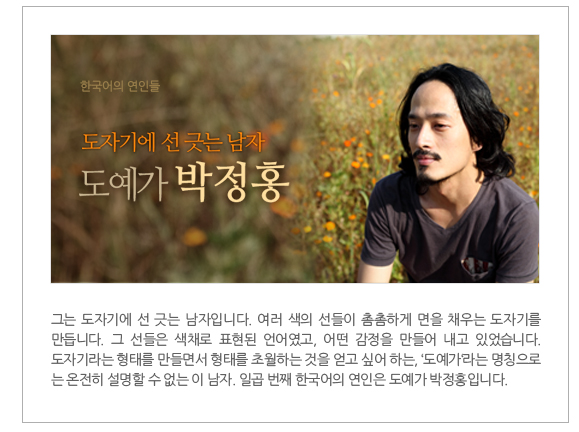 한국어의 연인들
도자기에 선 긋는 남자
도예가 박정홍
그는 도자기에 선 긋는 남자입니다. 여러 색의 선들이 촘촘하게 면을 채우는 도자기를
만듭니다. 그 선들은 색채로 표현된 언어였고, 어떤 감정을 만들어 내고 있었습니다.
도자기라는 형태를 만들면서 형태를 초월하는 것을 얻고 싶어 하는, ‘도예가’라는 명칭으로
는 온전히 설명할 수 없는 이 남자. 일곱 번째 한국어의 연인은 도예가 박정홍입니다.